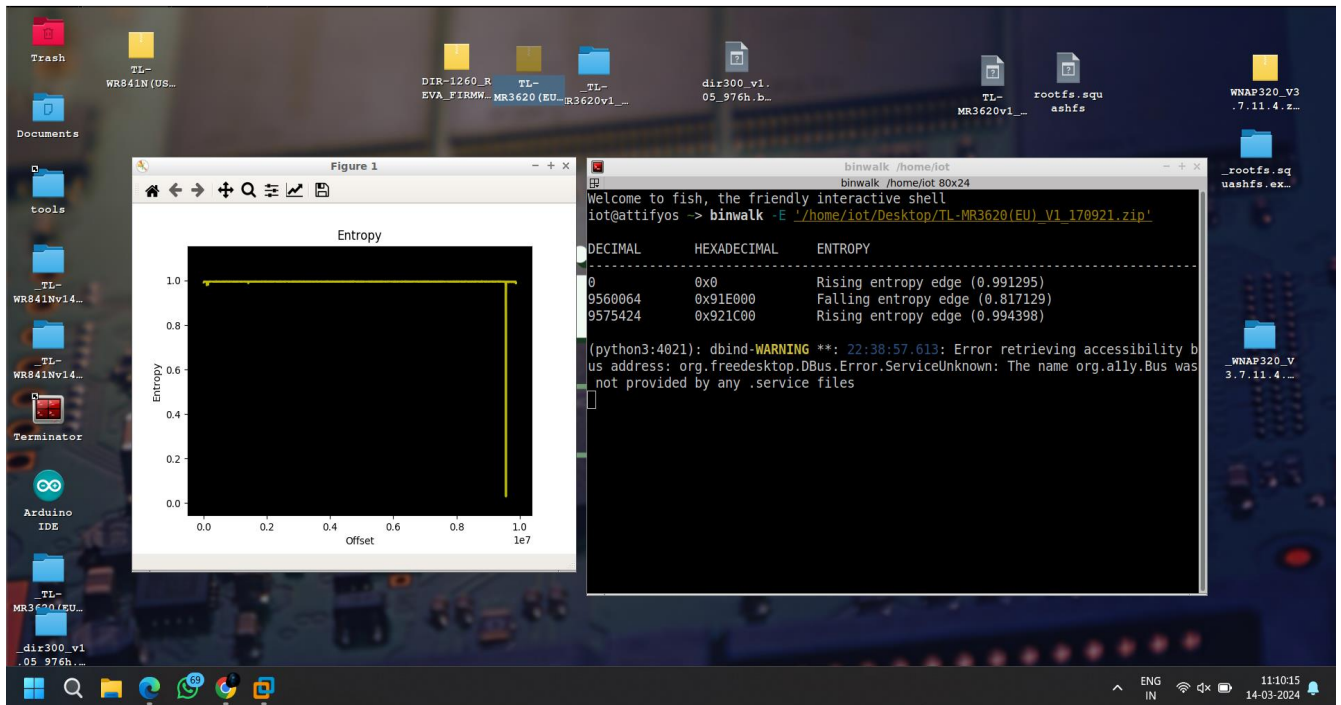 Trash
TL-
WR841N(US…
DIR-1260_R
EVA_FIRMW…
TL-
MR3620(EU…
_TL-
R3620v1_…
dir300_v1.
05_976h.b…
TL-
MR3620v1_…
rootfs.squ
ashfs
WNAP320_V3
.7.11.4.z…
Documents
tools
_TL-
WR841Nv14…
_TL-
WR841Nv14…
Terminator
Arduino
IDE
_TL-
MR3620(EU…
_dir300_v1
.05_976h.…
_rootfs.sq
uashfs.ex…
_WNAP320_V
3.7.11.4.…
Figure 1
Entropy
1.0
0.8
0.6
0.4
0.2
0.0
Entropy
0.0 0.2 0.4 0.6 0.8 1.0
1e7
Offset
binwalk /home/iot
binwalk /home/iot 80x24
Welcome to fish, the friendly interactive shell
iot@attifyos ~> binwalk -E '/home/iot/Desktop/TL-MR3620(EU)_V1_170921.zip'
DECIMAL HEXADECIMAL ENTROPY
--------------------------------------------------------------------------------
0 0x0 Rising entropy edge (0.991295)
9560064 0x91E000 Falling entropy edge (0.817129)
9575424 0x921C00 Rising entropy edge (0.994398)
(python3:4021): dbind-WARNING **: 22:38:57.613: Error retrieving accessibility b
us address: org.freedesktop.DBus.Error.ServiceUnknown: The name org.a11y.Bus was
not provided by any .service files
69
ENG
IN
11:10:15
14-03-2024